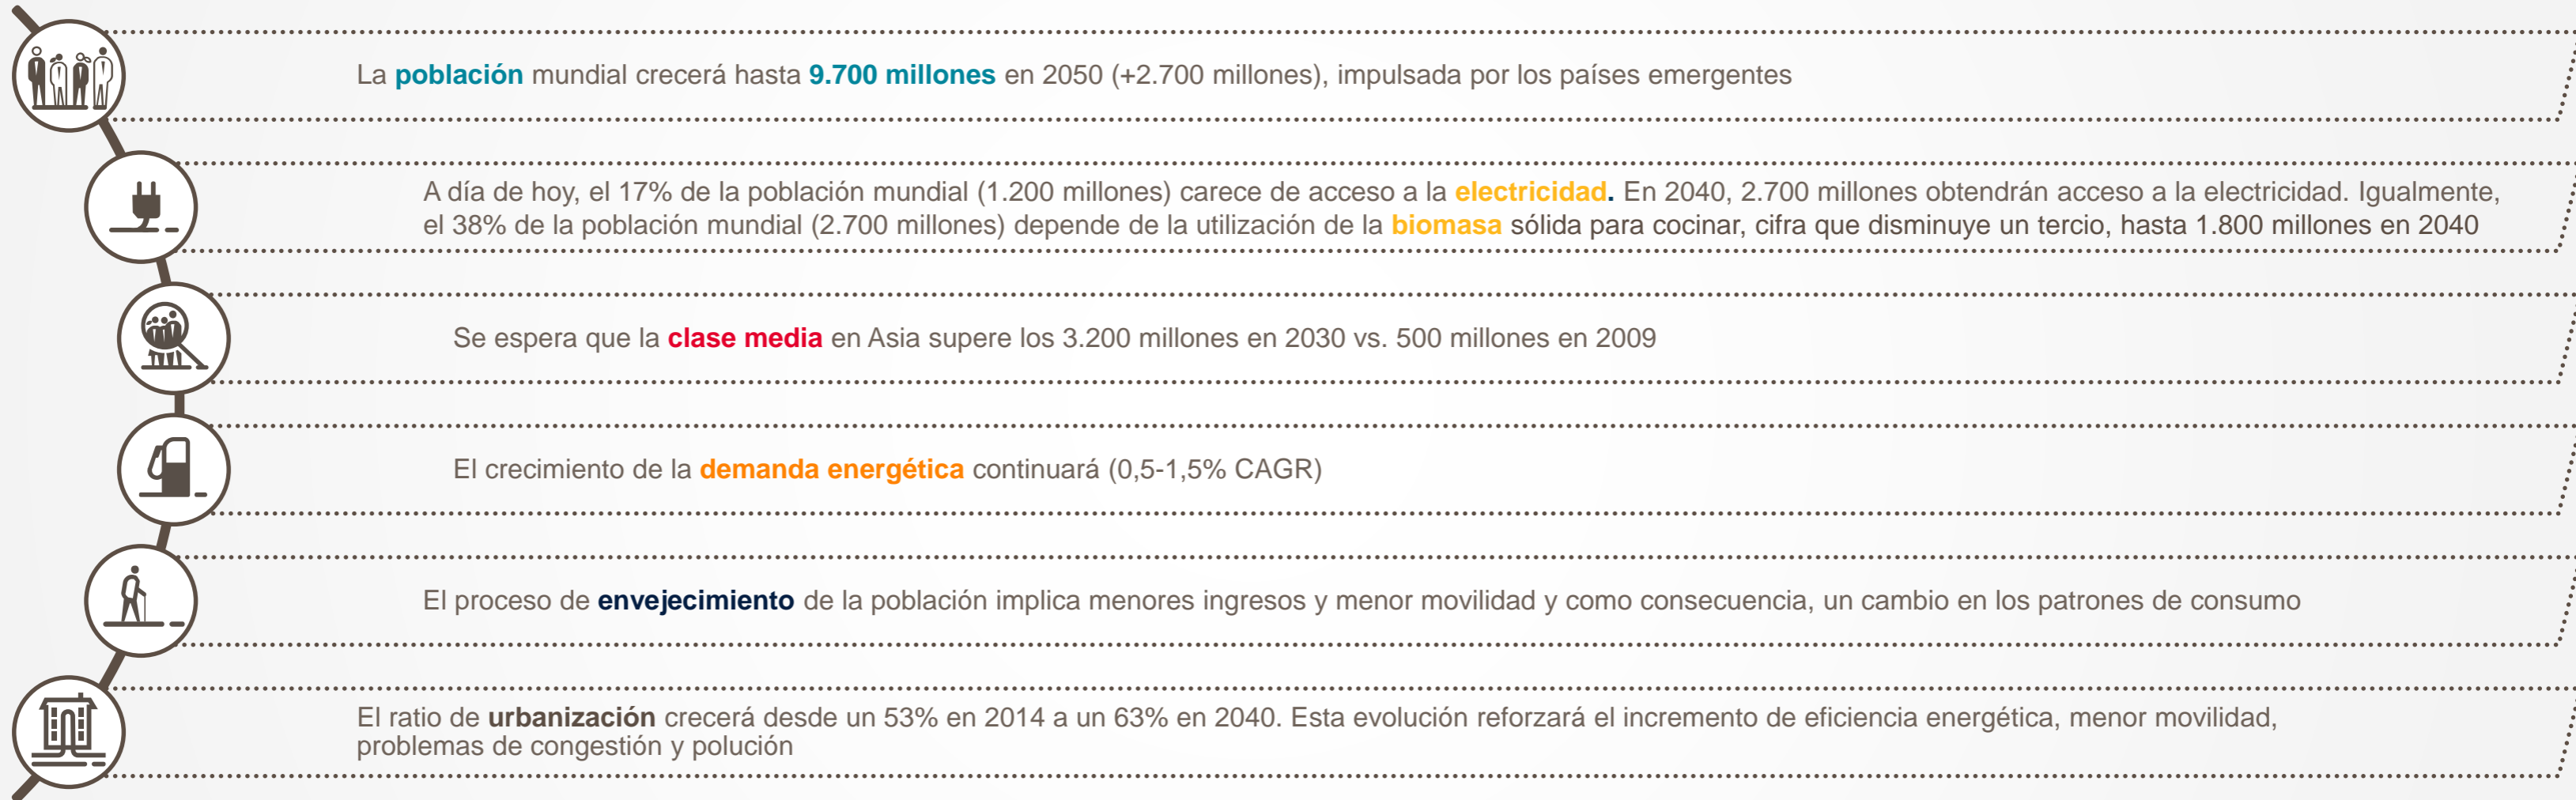 La población mundial crecerá hasta 9.700 millones en 2050 (+2.700 millones), impulsada por los países emergentes
A día de hoy, el 17% de la población mundial (1.200 millones) carece de acceso a la electricidad. En 2040, 2.700 millones obtendrán acceso a la electricidad. Igualmente,
el 38% de la población mundial (2.700 millones) depende de la utilización de la biomasa sólida para cocinar, cifra que disminuye un tercio, hasta 1.800 millones en 2040
Se espera que la clase media en Asia supere los 3.200 millones en 2030 vs. 500 millones en 2009
El crecimiento de la demanda energética continuará (0,5-1,5% CAGR)
El proceso de envejecimiento de la población implica menores ingresos y menor movilidad y como consecuencia, un cambio en los patrones de consumo
El ratio de urbanización crecerá desde un 53% en 2014 a un 63% en 2040. Esta evolución reforzará el incremento de eficiencia energética, menor movilidad,
problemas de congestión y polución